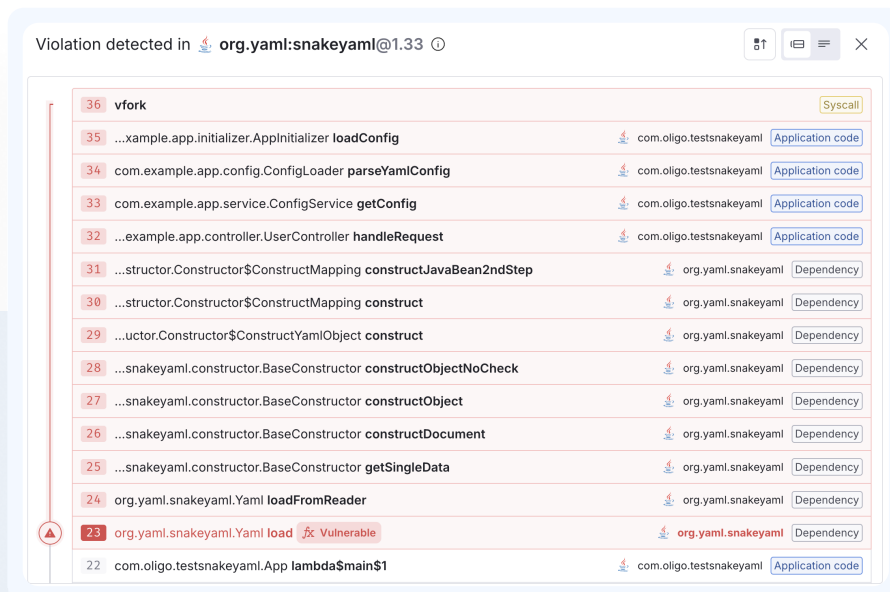 Violation detected in org.yaml:snakeyaml@1.33
36 vfork Syscall
35 ...xample.app.initializer.AppInitializer loadConfig com.oligo.testsnakeyaml Application code
34 com.example.app.config.ConfigLoader parseYamlConfig com.oligo.testsnakeyaml Application code
33 com.example.app.service.ConfigService getConfig com.oligo.testsnakeyaml Application code
32 ...example.app.controller.UserController handleRequest com.oligo.testsnakeyaml Application code
31 ...structor.Constructor$ConstructMapping constructJavaBean2ndStep org.yaml.snakeyaml Dependency
30 ...structor.Constructor$ConstructMapping construct org.yaml.snakeyaml Dependency
29 ...uctor.Constructor$ConstructYamlObject construct org.yaml.snakeyaml Dependency
28 ...snakeyaml.constructor.BaseConstructor constructObjectNoCheck org.yaml.snakeyaml Dependency
27 ...snakeyaml.constructor.BaseConstructor constructObject org.yaml.snakeyaml Dependency
26 ...snakeyaml.constructor.BaseConstructor constructDocument org.yaml.snakeyaml Dependency
25 ...snakeyaml.constructor.BaseConstructor getSingleData org.yaml.snakeyaml Dependency
24 org.yaml.snakeyaml.Yaml loadFromReader org.yaml.snakeyaml Dependency
23 org.yaml.snakeyaml.Yaml load fx Vulnerable org.yaml.snakeyaml Dependency
22 com.oligo.testsnakeyaml.App lambda$main$1 com.oligo.testsnakeyaml Application code